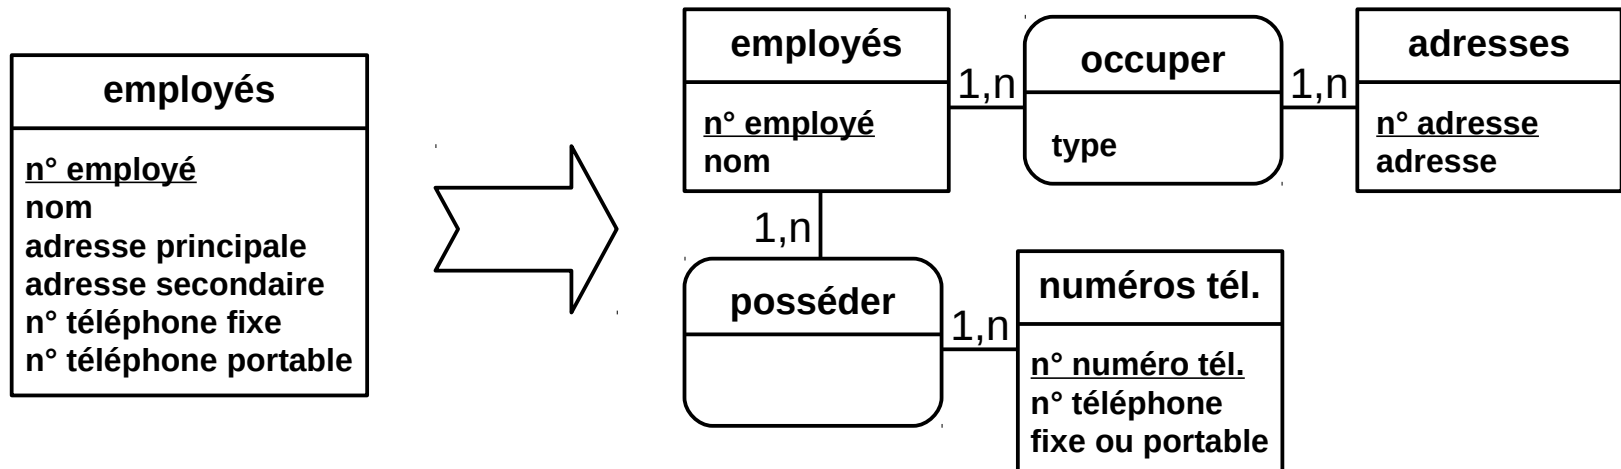 employés
n° employé
nom
adresse principale
adresse secondaire
n° téléphone fixe
n° téléphone portable
employés
n° employé
nom
1,n
occuper
type
1,n
adresses
n° adresse
adresse
1,n
posséder
1,n
numéros tél.
n° numéro tél.
n° téléphone
fixe ou portable